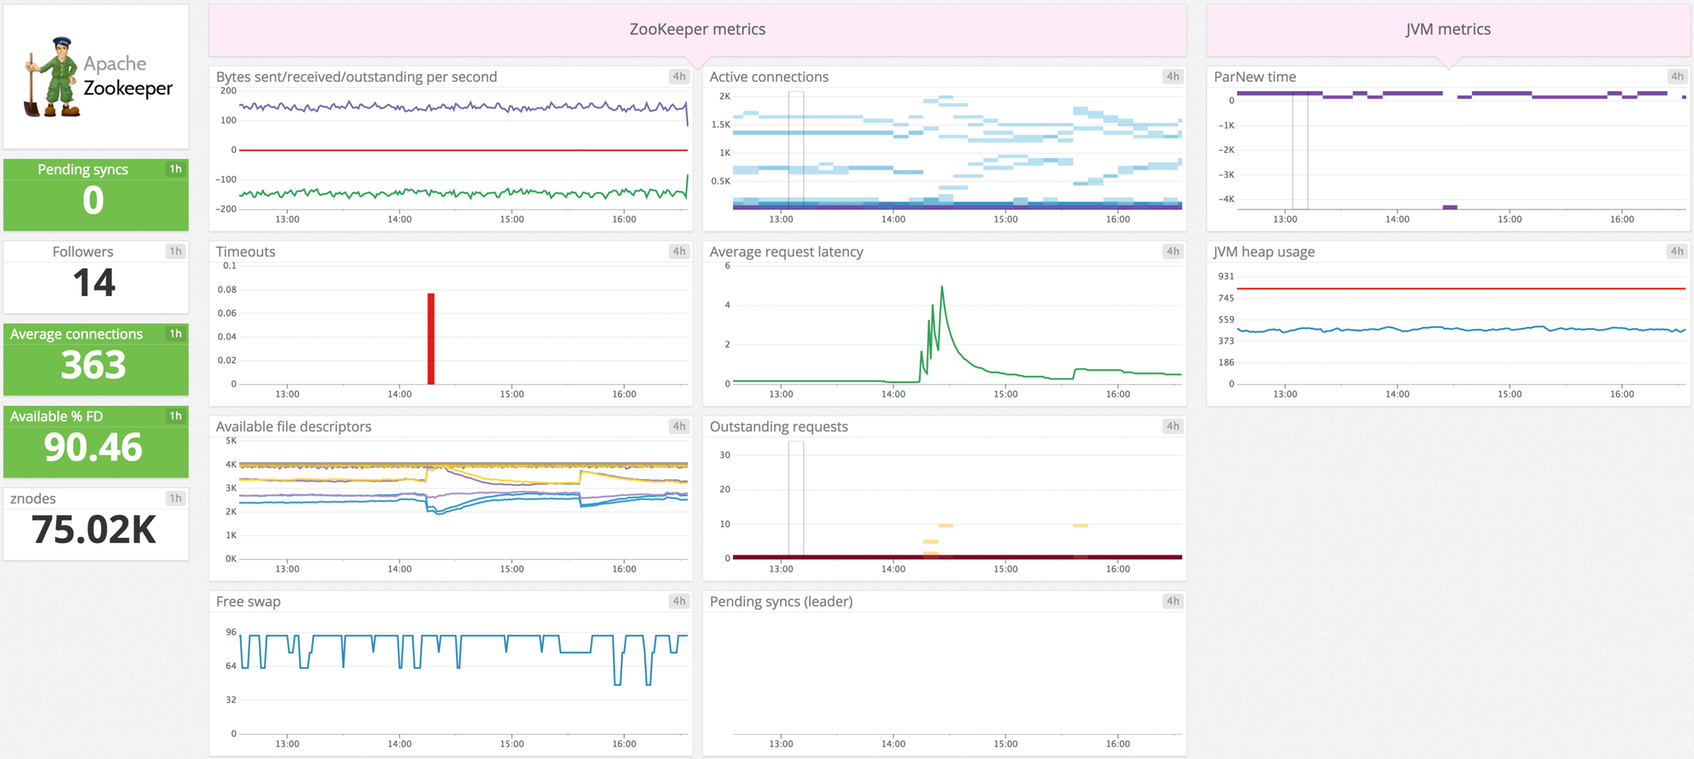 Apache
Zookeeper
Pending syncs 1h
0
Followers 1h
14
Average connections 1h
363
Available % FD 1h
90.46
znodes 1h
75.02K
ZooKeeper metrics
Bytes sent/received/outstanding per second 4h
200
100
0
−100
−200
13:00 14:00 15:00 16:00
Active connections 4h
2K
1.5K
1K
0.5K
13:00 14:00 15:00 16:00
Timeouts 4h
0.1
0.08
0.06
0.04
0.02
0
13:00 14:00 15:00 16:00
Average request latency 4h
6
4
2
0
13:00 14:00 15:00 16:00
Available file descriptors 4h
5K
4K
3K
2K
1K
0K
13:00 14:00 15:00 16:00
Outstanding requests 4h
30
20
10
0
13:00 14:00 15:00 16:00
Free swap 4h
96
64
32
0
13:00 14:00 15:00 16:00
Pending syncs (leader) 4h
13:00 14:00 15:00 16:00
JVM metrics
ParNew time 4h
0
−1K
−2K
−3K
−4K
13:00 14:00 15:00 16:00
JVM heap usage 4h
931
745
559
373
186
0
13:00 14:00 15:00 16:00